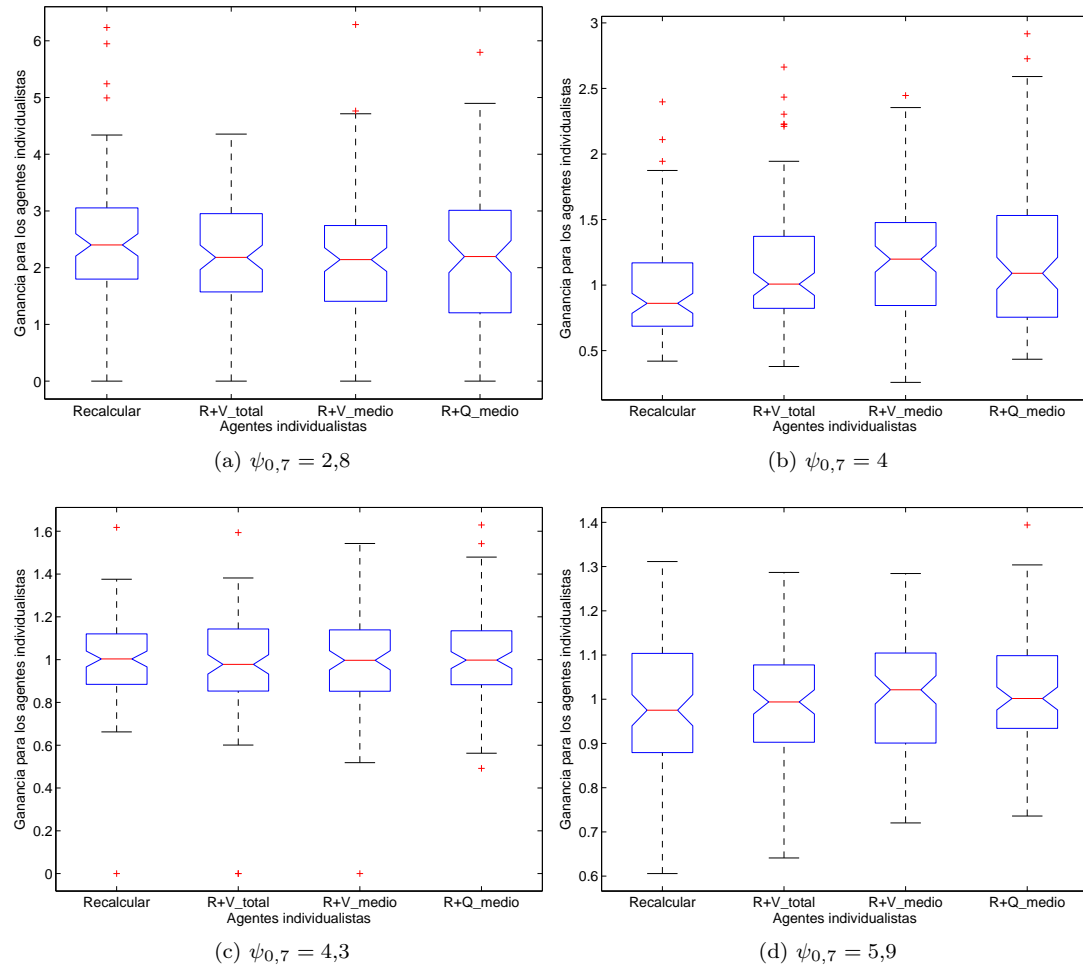 6
5
4
3
2
1
0
Ganancia para los agentes individualistas
Recalcular R+V_total R+V_medio R+Q_medio
Agentes individualistas
(a) ψ0,7 = 2,8
3
2.5
2
1.5
1
0.5
Ganancia para los agentes individualistas
Recalcular R+V_total R+V_medio R+Q_medio
Agentes individualistas
(b) ψ0,7 = 4
1.6
1.4
1.2
1
0.8
0.6
0.4
0.2
0
Ganancia para los agentes individualistas
Recalcular R+V_total R+V_medio R+Q_medio
Agentes individualistas
(c) ψ0,7 = 4,3
1.4
1.3
1.2
1.1
1
0.9
0.8
0.7
0.6
Ganancia para los agentes individualistas
Recalcular R+V_total R+V_medio R+Q_medio
Agentes individualistas
(d) ψ0,7 = 5,9